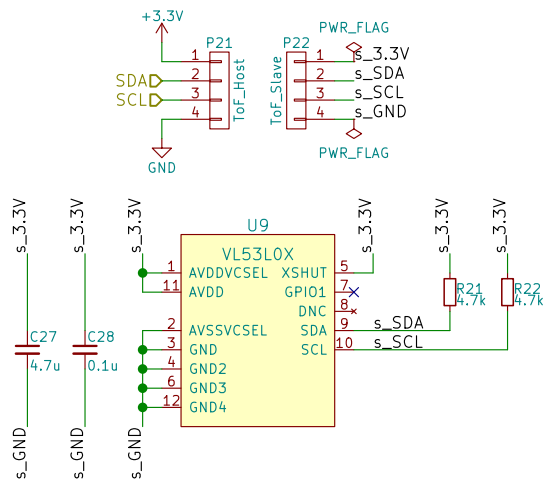 +3.3V
PWR_FLAG
P21
P22
1
2
3
4
SDA
SCL
ToF_Host
ToF_Slave
1
2
3
4
s_3.3V
s_SDA
s_SCL
s_GND
GND
PWR_FLAG
s_3.3V
s_3.3V
s_3.3V
U9
s_3.3V
s_3.3V
s_3.3V
VL53L0X
1 AVDDVCSEL XSHUT 5
11 AVDD GPIO1 7
R21
4.7k
R22
4.7k
DNC 8
2 AVSSVCSEL SDA 9 s_SDA
3 GND SCL 10 s_SCL
C27
4.7u
C28
0.1u
4 GND2
6 GND3
12 GND4
s_GND
s_GND
s_GND